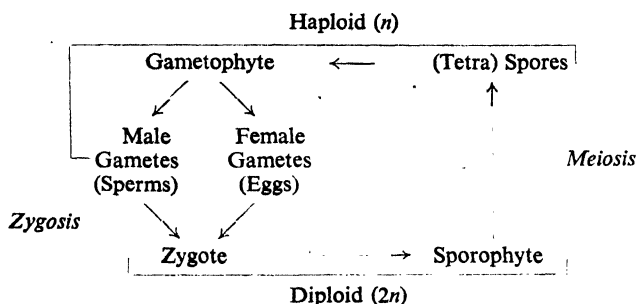 Haploid (n)
Gametophyte ← (Tetra) Spores
Male Female
Gametes Gametes Meiosis
(Sperms) (Eggs)
Zygosis
Zygote → Sporophyte
Diploid (2n)